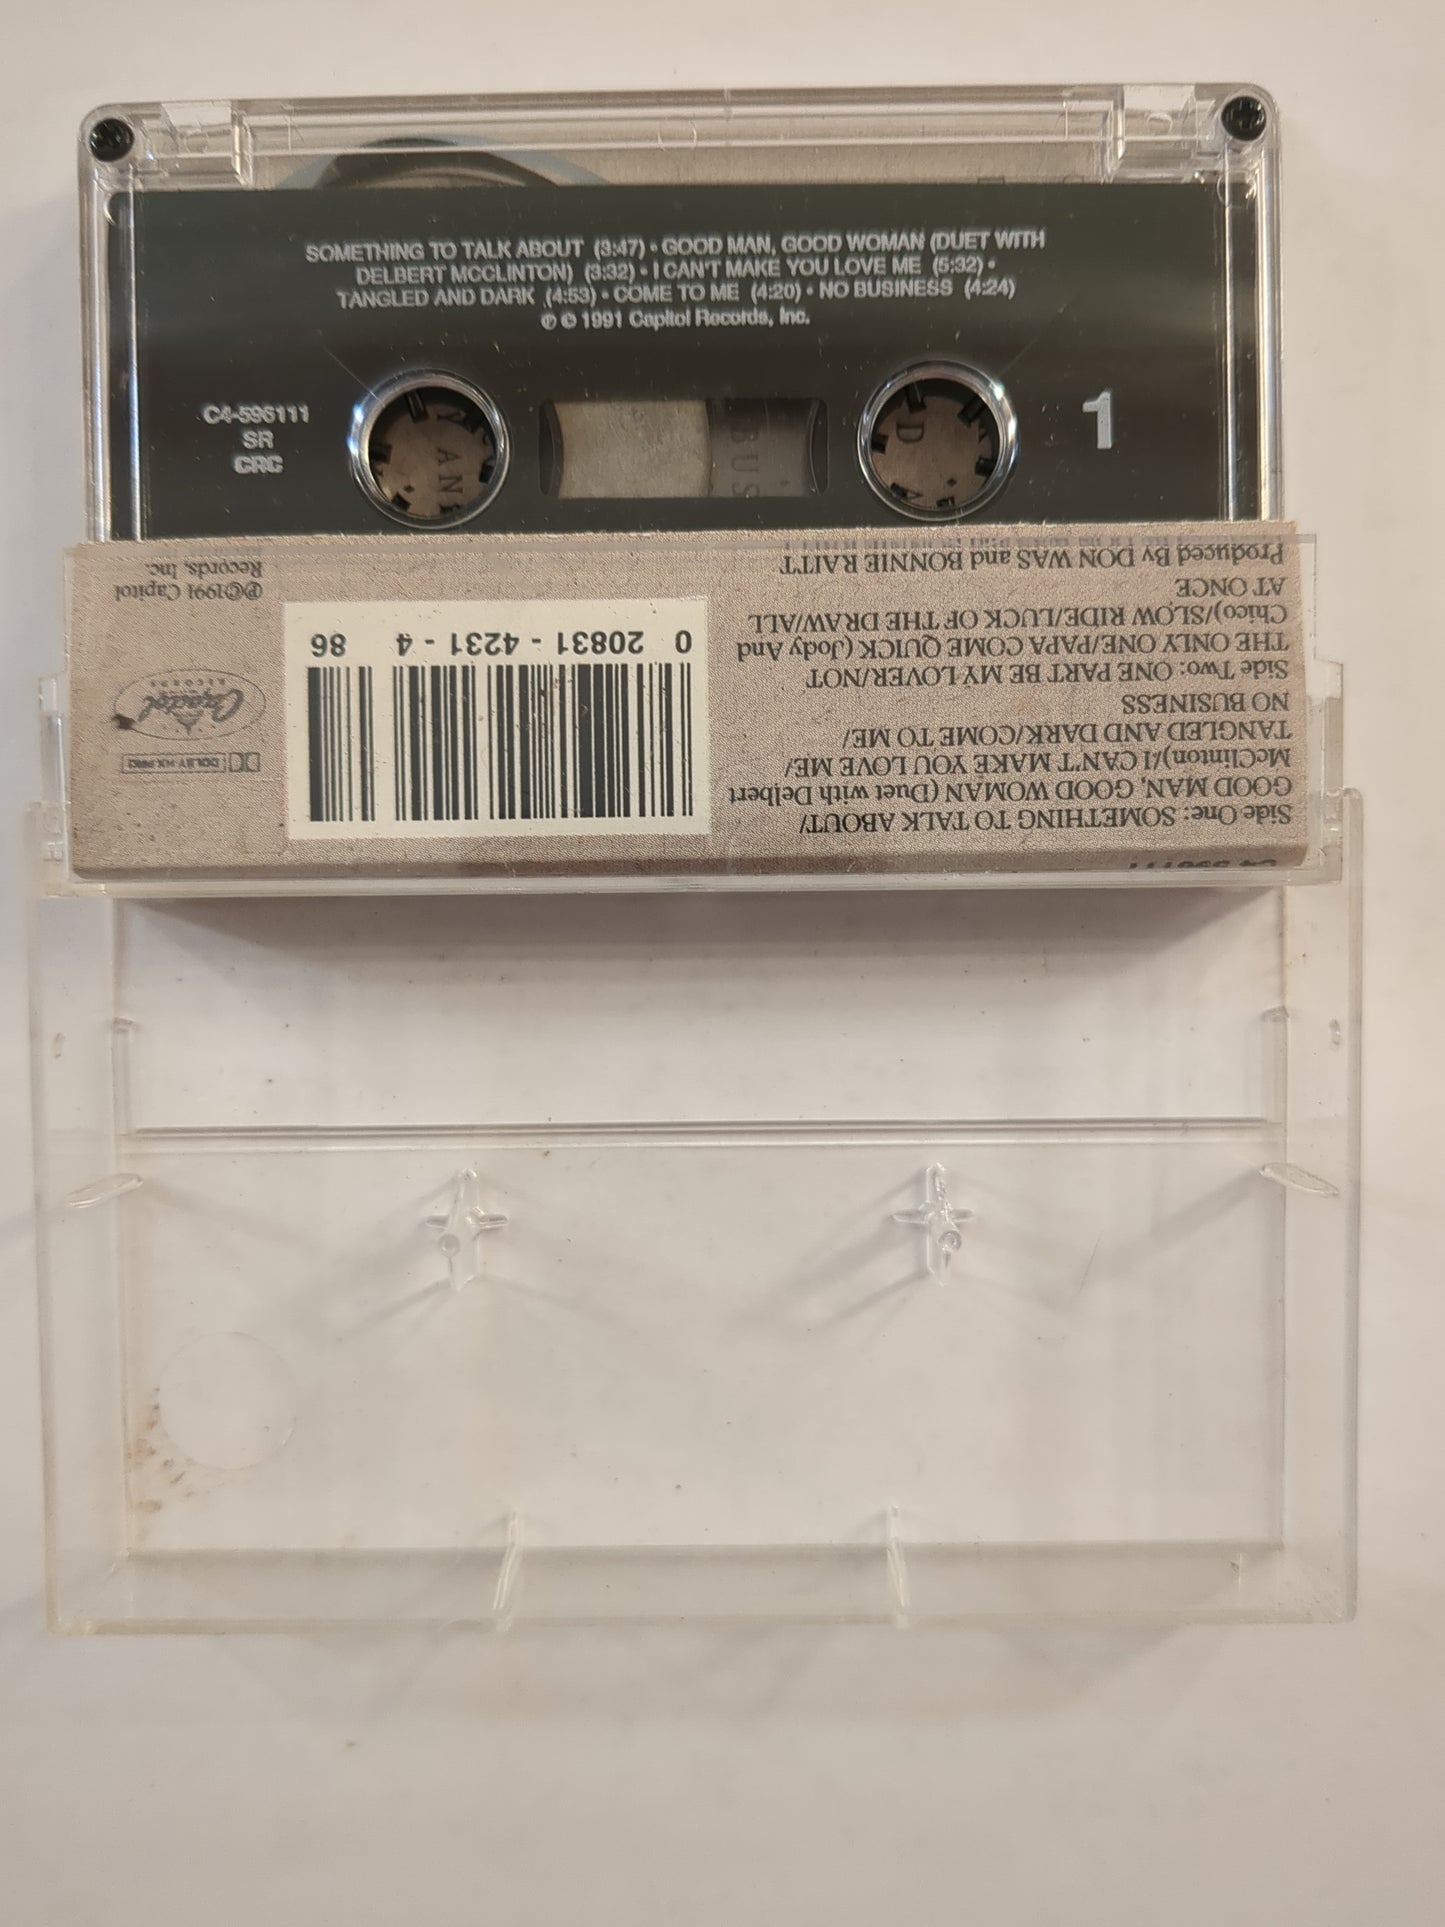 SOMETHING TO TALK ABOUT (3:47) • GOOD MAN, GOOD WOMAN (DUET WITH
DELBERT MCCLINTON) (3:32) • I CAN'T MAKE YOU LOVE ME (5:32) •
TANGLED AND DARK (4:53) • COME TO ME (4:20) • NO BUSINESS (4:24)
℗ © 1991 Capitol Records, Inc.
C4-596111
SR
CRC
1
Side One: SOMETHING TO TALK ABOUT/
GOOD MAN, GOOD WOMAN (Duet with Delbert
McClinton)/I CAN'T MAKE YOU LOVE ME/
TANGLED AND DARK/COME TO ME/
NO BUSINESS
Side Two: ONE PART BE MY LOVER/NOT
THE ONLY ONE/PAPA COME QUICK (Jody And
Chico)/SLOW RIDE/LUCK OF THE DRAW/ALL
AT ONCE
Produced By DON WAS and BONNIE RAITT
0 20831 - 4231 - 4 86
DOLBY HX PRO
Capitol
RECORDS
℗©1991 Capitol
Records, Inc.